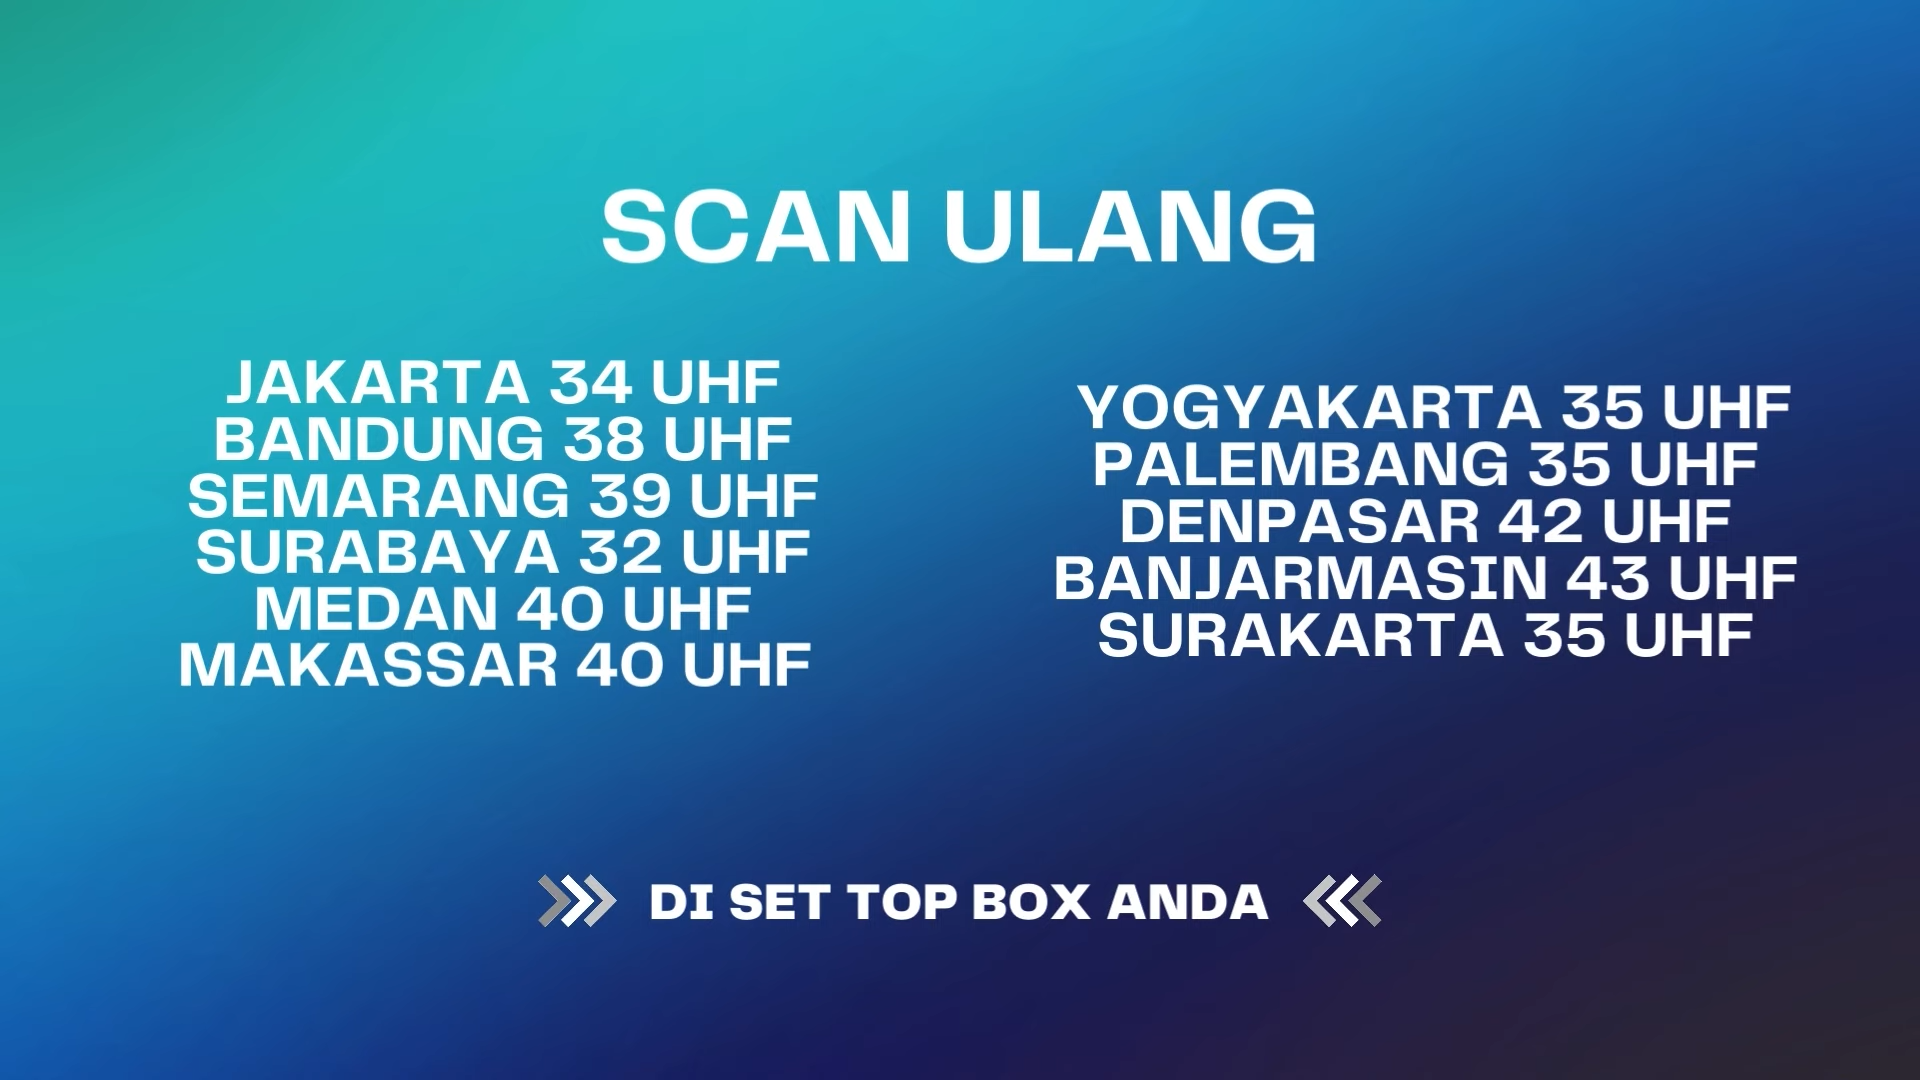 SCAN ULANG
JAKARTA 34 UHF
BANDUNG 38 UHF
SEMARANG 39 UHF
SURABAYA 32 UHF
MEDAN 40 UHF
MAKASSAR 40 UHF
YOGYAKARTA 35 UHF
PALEMBANG 35 UHF
DENPASAR 42 UHF
BANJARMASIN 43 UHF
SURAKARTA 35 UHF
DI SET TOP BOX ANDA